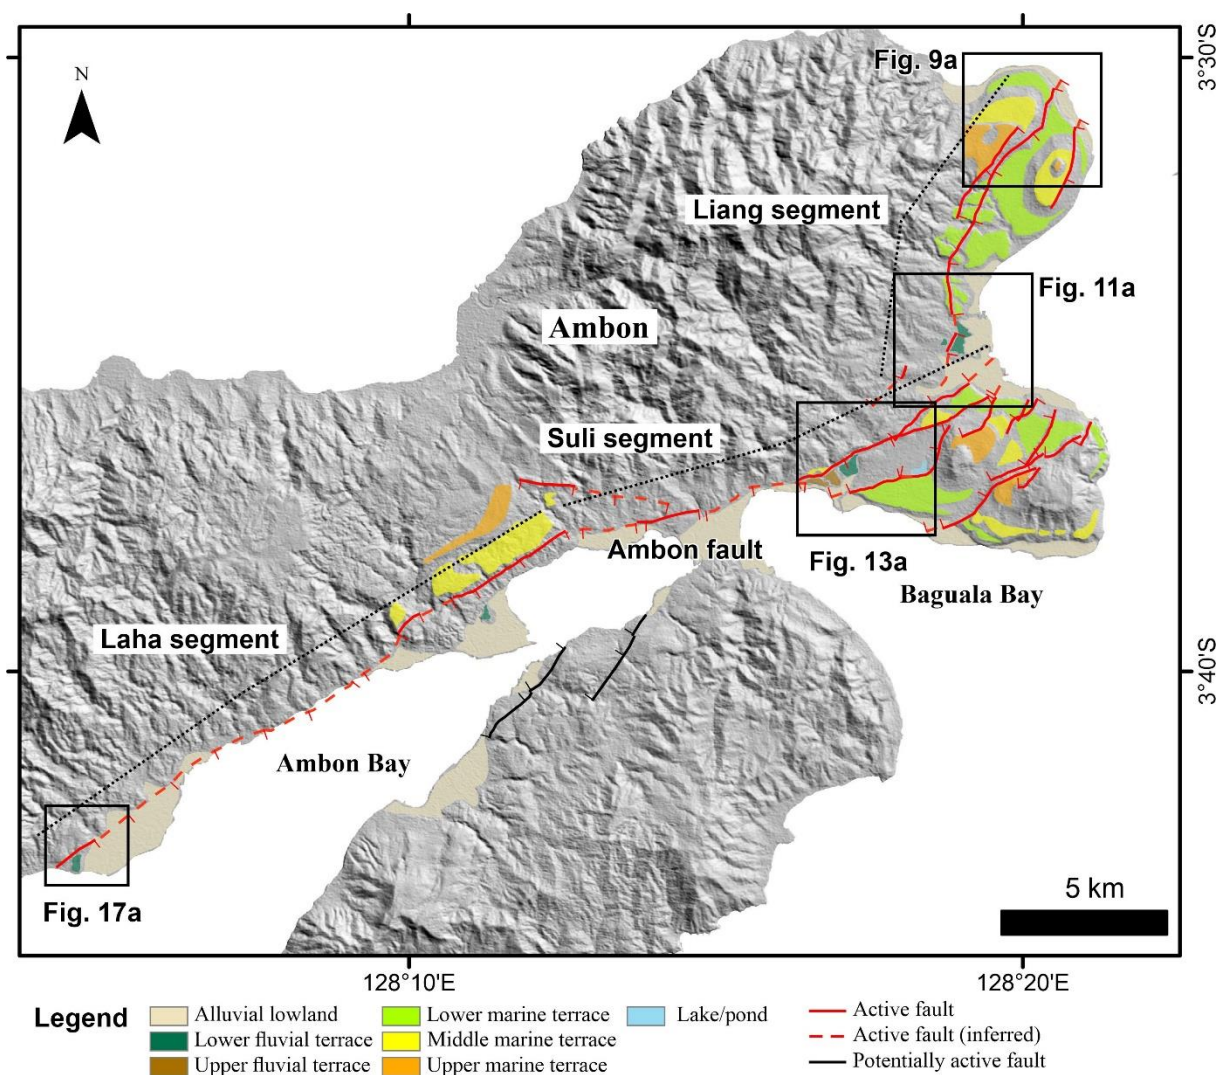 3°30'S
Fig. 9a
N
Liang segment
Fig. 11a
Ambon
Suli segment
Ambon fault
Fig. 13a
Baguala Bay
Laha segment
3°40'S
Ambon Bay
5 km
Fig. 17a
128°10'E
128°20'E
Legend
Alluvial lowland
Lower fluvial terrace
Upper fluvial terrace
Lower marine terrace
Middle marine terrace
Upper marine terrace
Lake/pond
Active fault
Active fault (inferred)
Potentially active fault